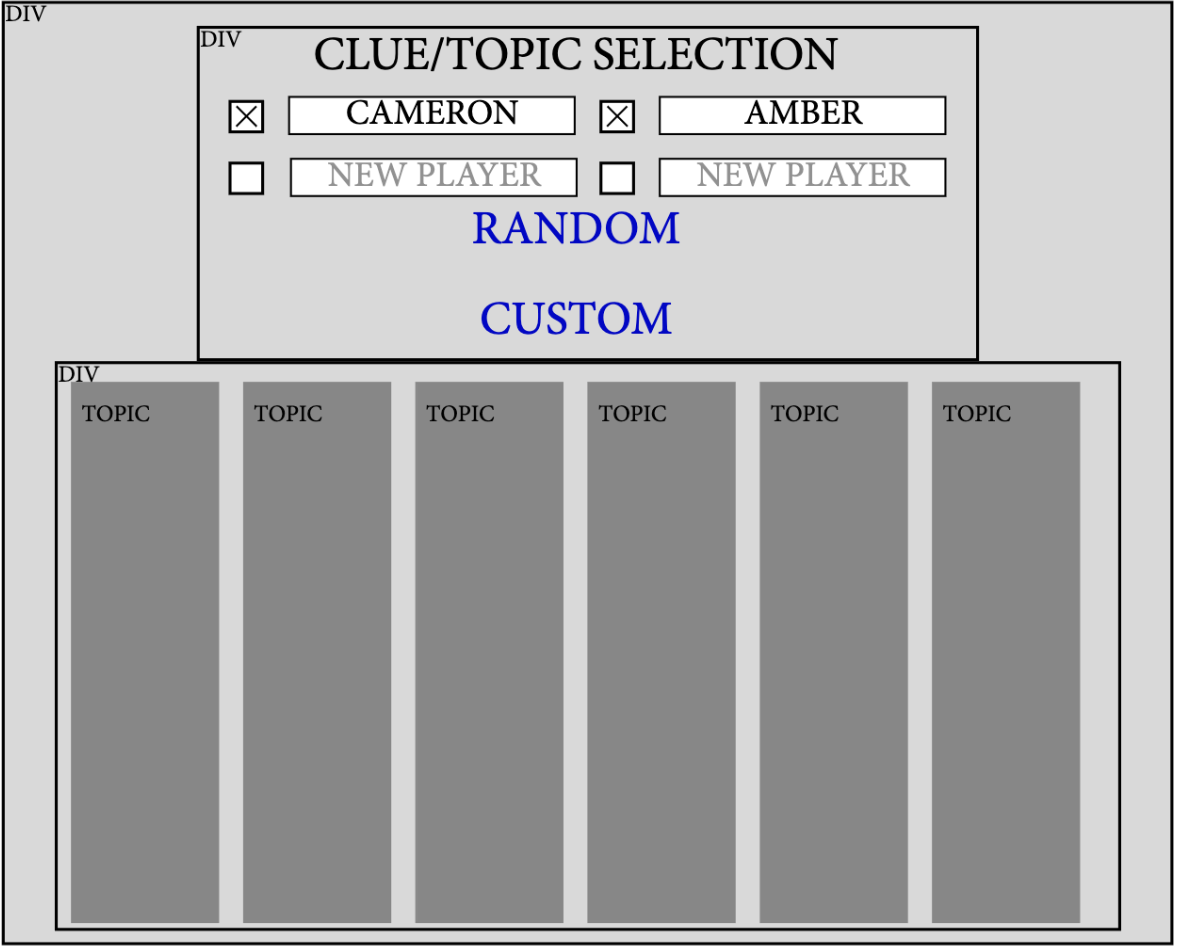 DIV
DIV
CLUE/TOPIC SELECTION
CAMERON AMBER
NEW PLAYER NEW PLAYER
RANDOM
CUSTOM
DIV
TOPIC TOPIC TOPIC TOPIC TOPIC TOPIC